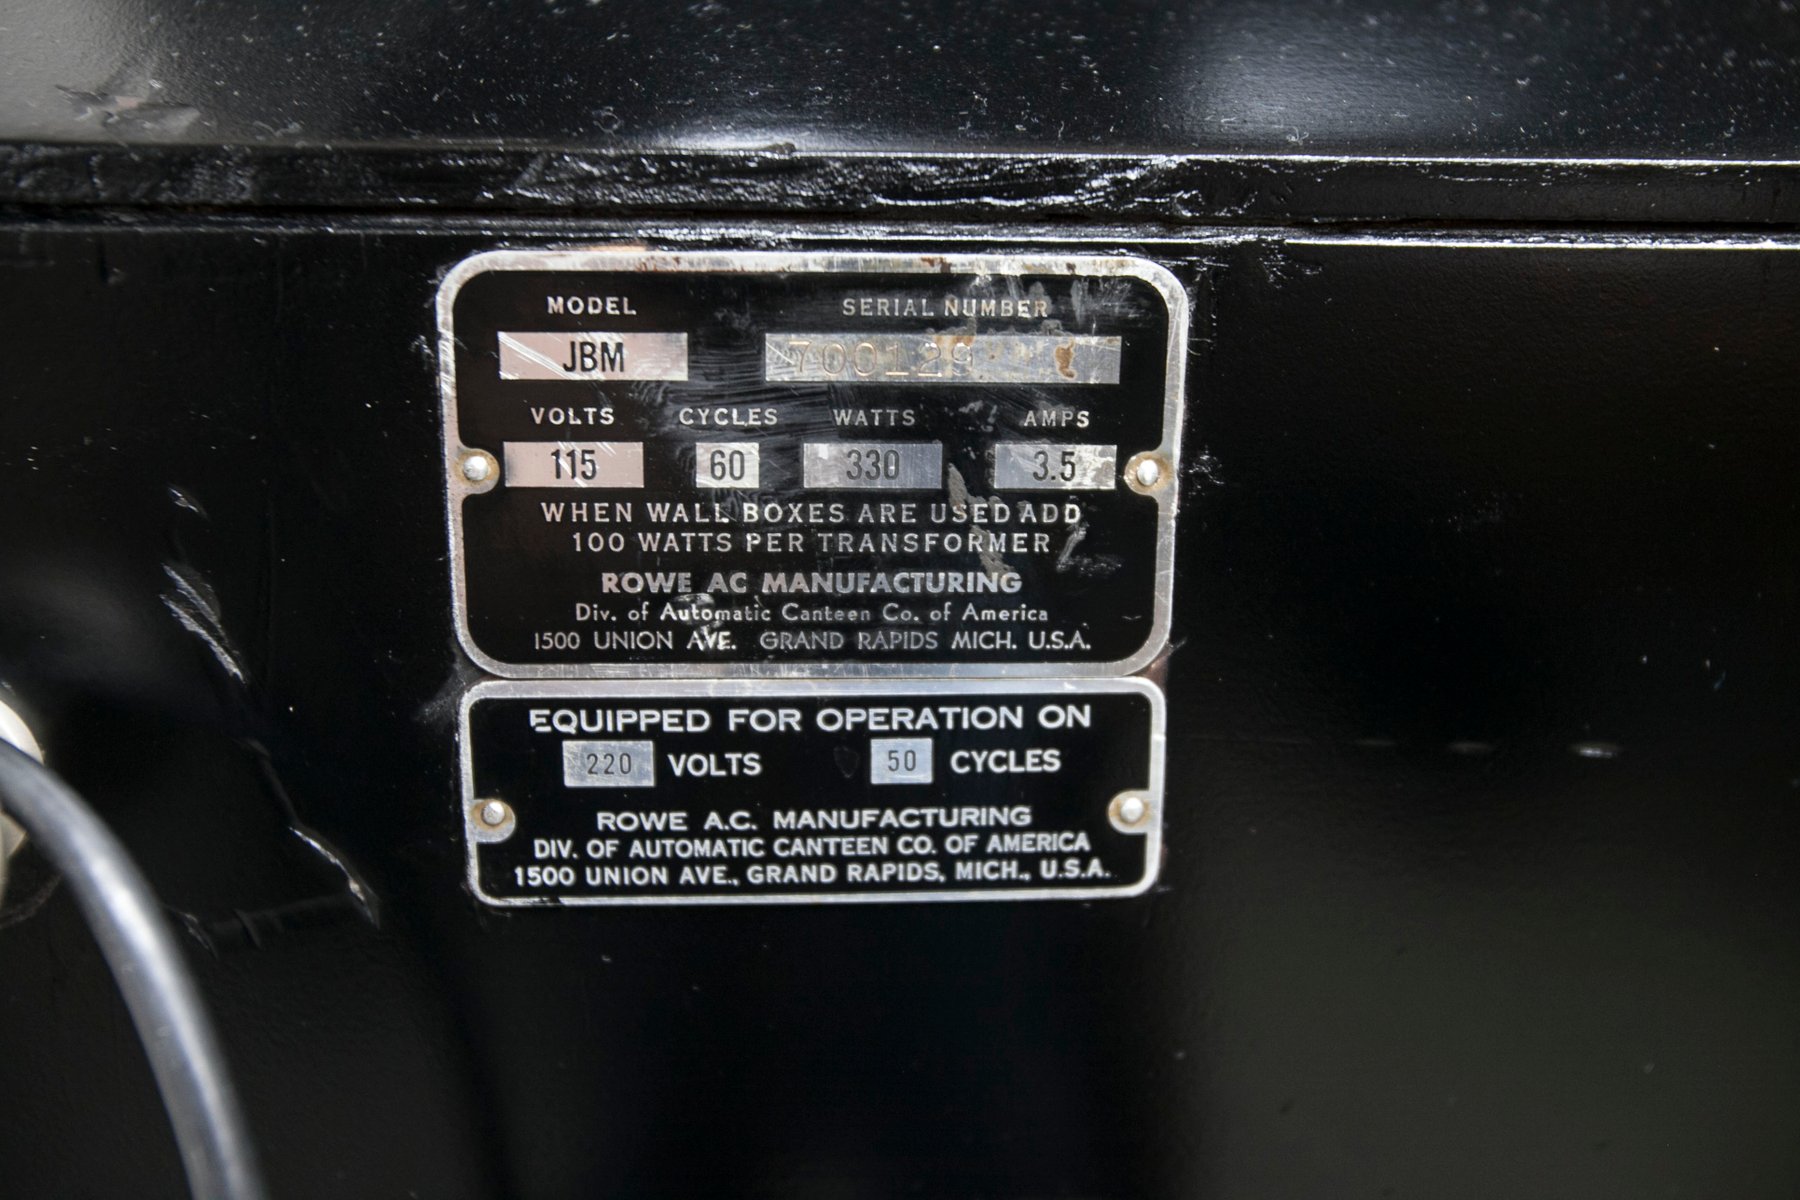 MODEL SERIAL NUMBER
JBM 700129
VOLTS CYCLES WATTS AMPS
115 60 330 3.5
WHEN WALL BOXES ARE USED ADD
100 WATTS PER TRANSFORMER
ROWE AC MANUFACTURING
Div. of Automatic Canteen Co. of America
1500 UNION AVE. GRAND RAPIDS MICH. U.S.A.
EQUIPPED FOR OPERATION ON
220 VOLTS 50 CYCLES
ROWE A.C. MANUFACTURING
DIV. OF AUTOMATIC CANTEEN CO. OF AMERICA
1500 UNION AVE., GRAND RAPIDS, MICH., U.S.A.